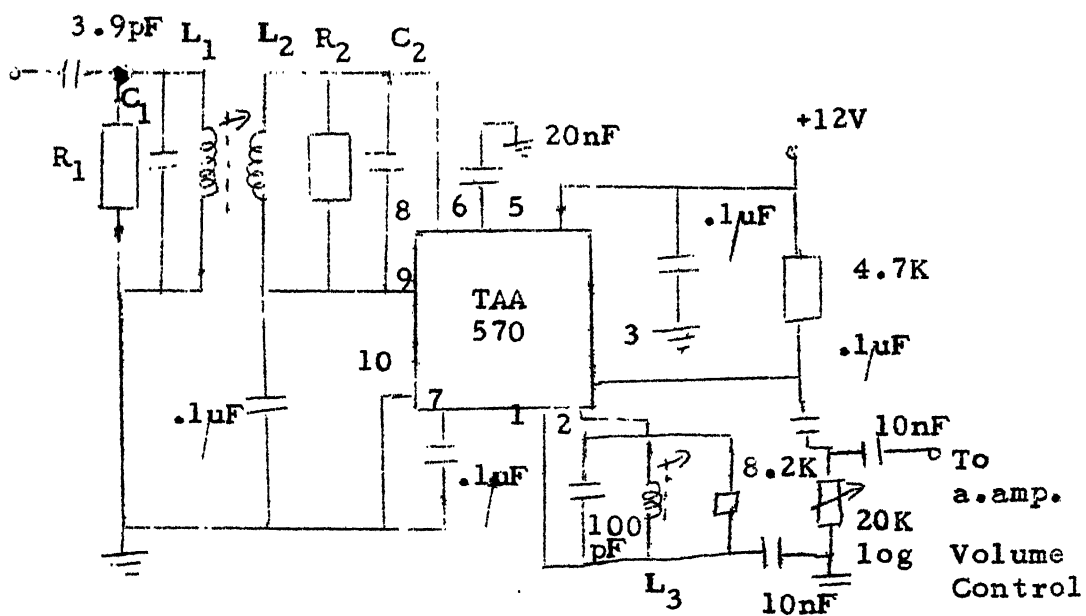 3.9pF L₁ L₂ R₂ C₂
C₁
R₁
+12V
20nF
8 6 5
.1uF
4.7K
9
TAA
570
3
.1uF
10
7 1 2
.1uF
.1uF
10nF
8.2K
To
a.amp.
100
pF
20K
log Volume
Control
L₃
10nF